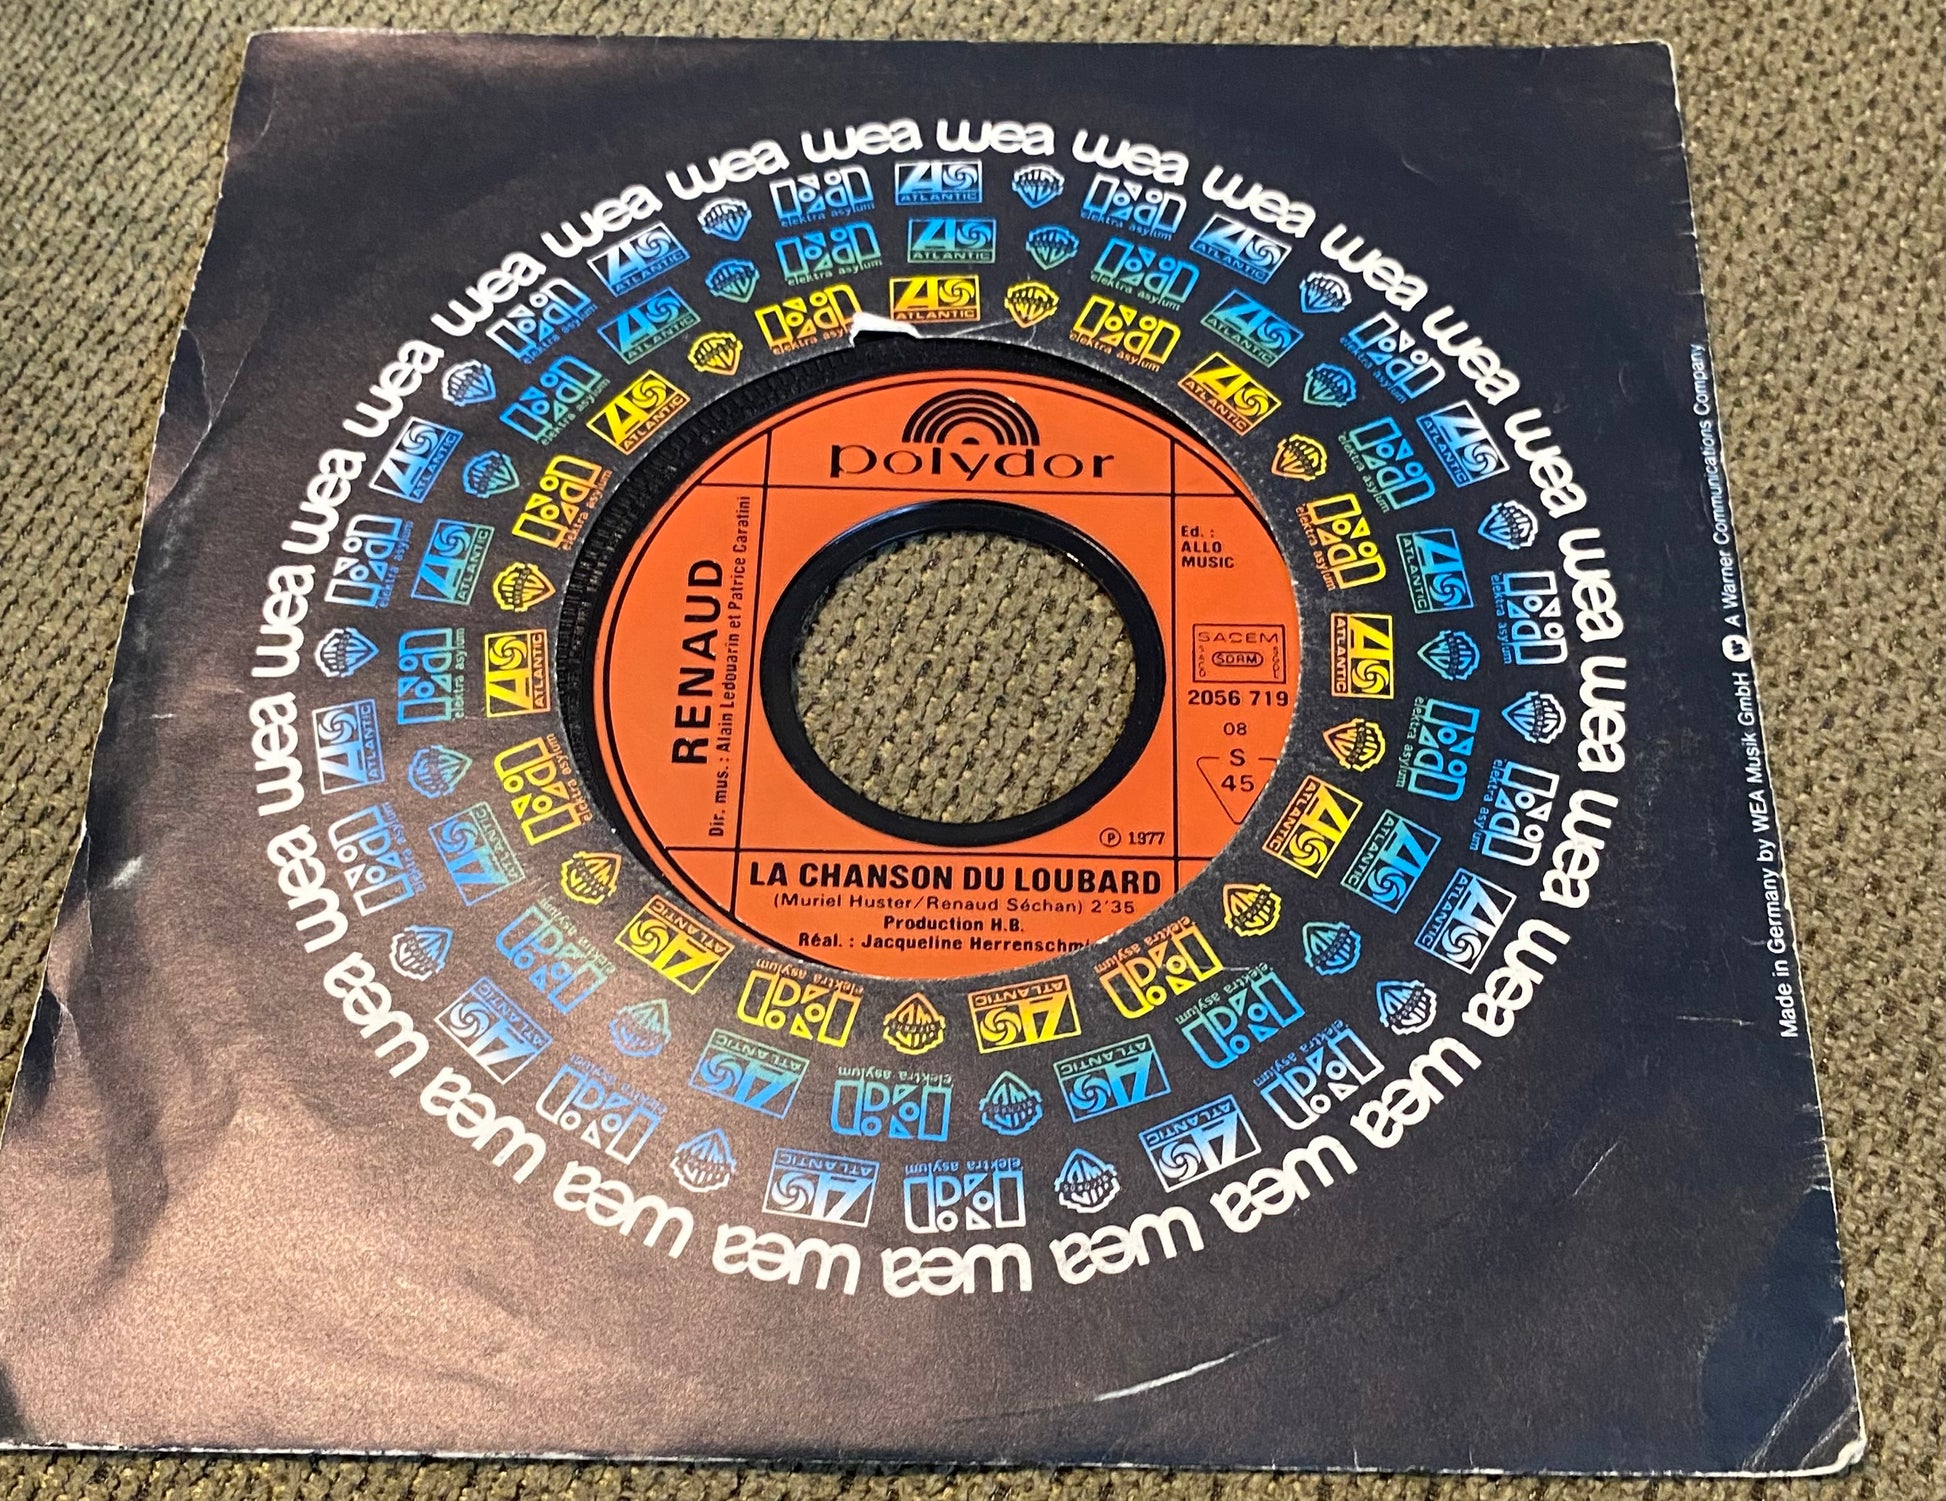 wea wea wea wea wea wea wea wea wea wea wea wea wea wea wea wea wea wea wea wea wea wea wea wea wea wea wea wea wea wea
ATLANTIC
elektra asylum
polydor
RENAUD
Dir. mus. : Alain Ledouarin et Patrice Caratini
Ed. :
ALLO
MUSIC
SACEM
SDRM
2056 719
08
S
45
℗ 1977
LA CHANSON DU LOUBARD
(Muriel Huster/Renaud Séchan) 2'35
Production H.B.
Réal. : Jacqueline Herrenschm
Made in Germany by WEA Musik GmbH A Warner Communications Company